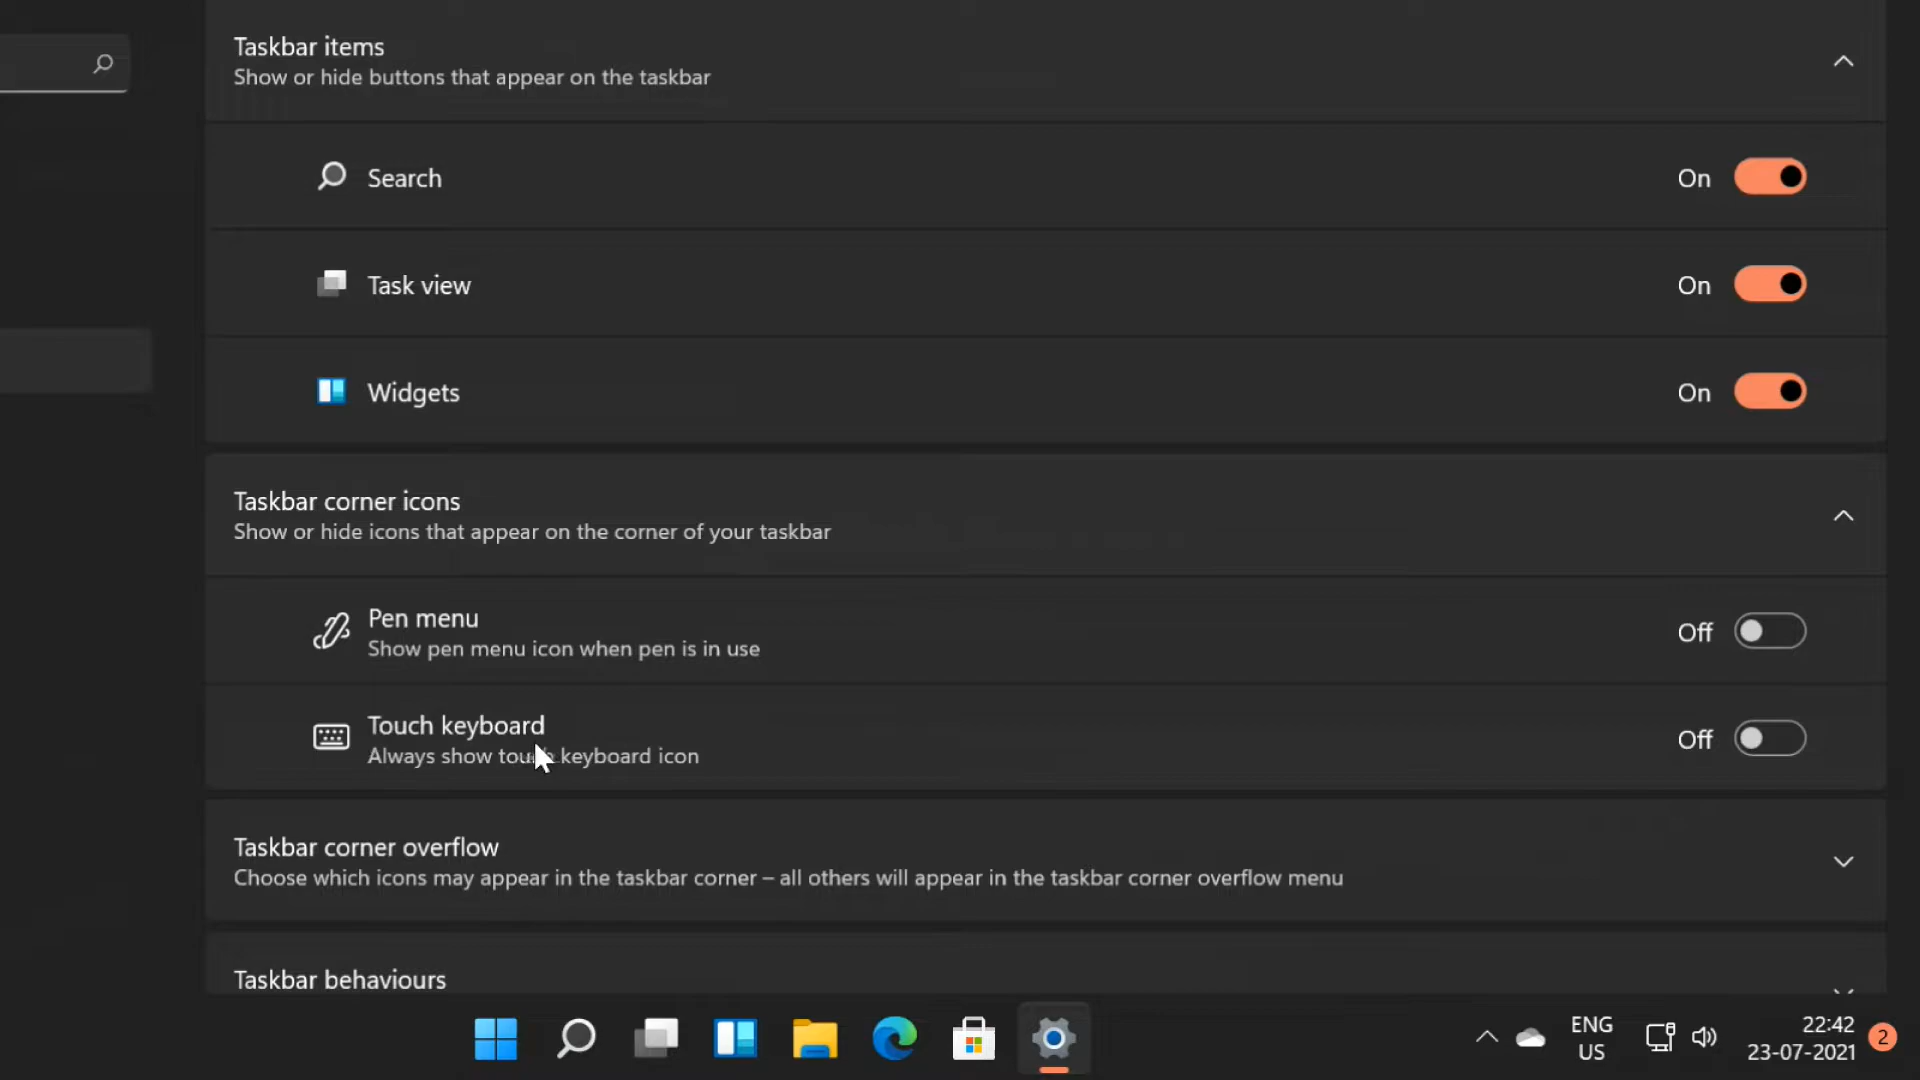 Taskbar items
Show or hide buttons that appear on the taskbar
Search
On
Task view
On
Widgets
On
Taskbar corner icons
Show or hide icons that appear on the corner of your taskbar
Pen menu
Show pen menu icon when pen is in use
Off
Touch keyboard
Always show touch keyboard icon
Off
Taskbar corner overflow
Choose which icons may appear in the taskbar corner – all others will appear in the taskbar corner overflow menu
Taskbar behaviours
ENG
US
22:42
23-07-2021
2